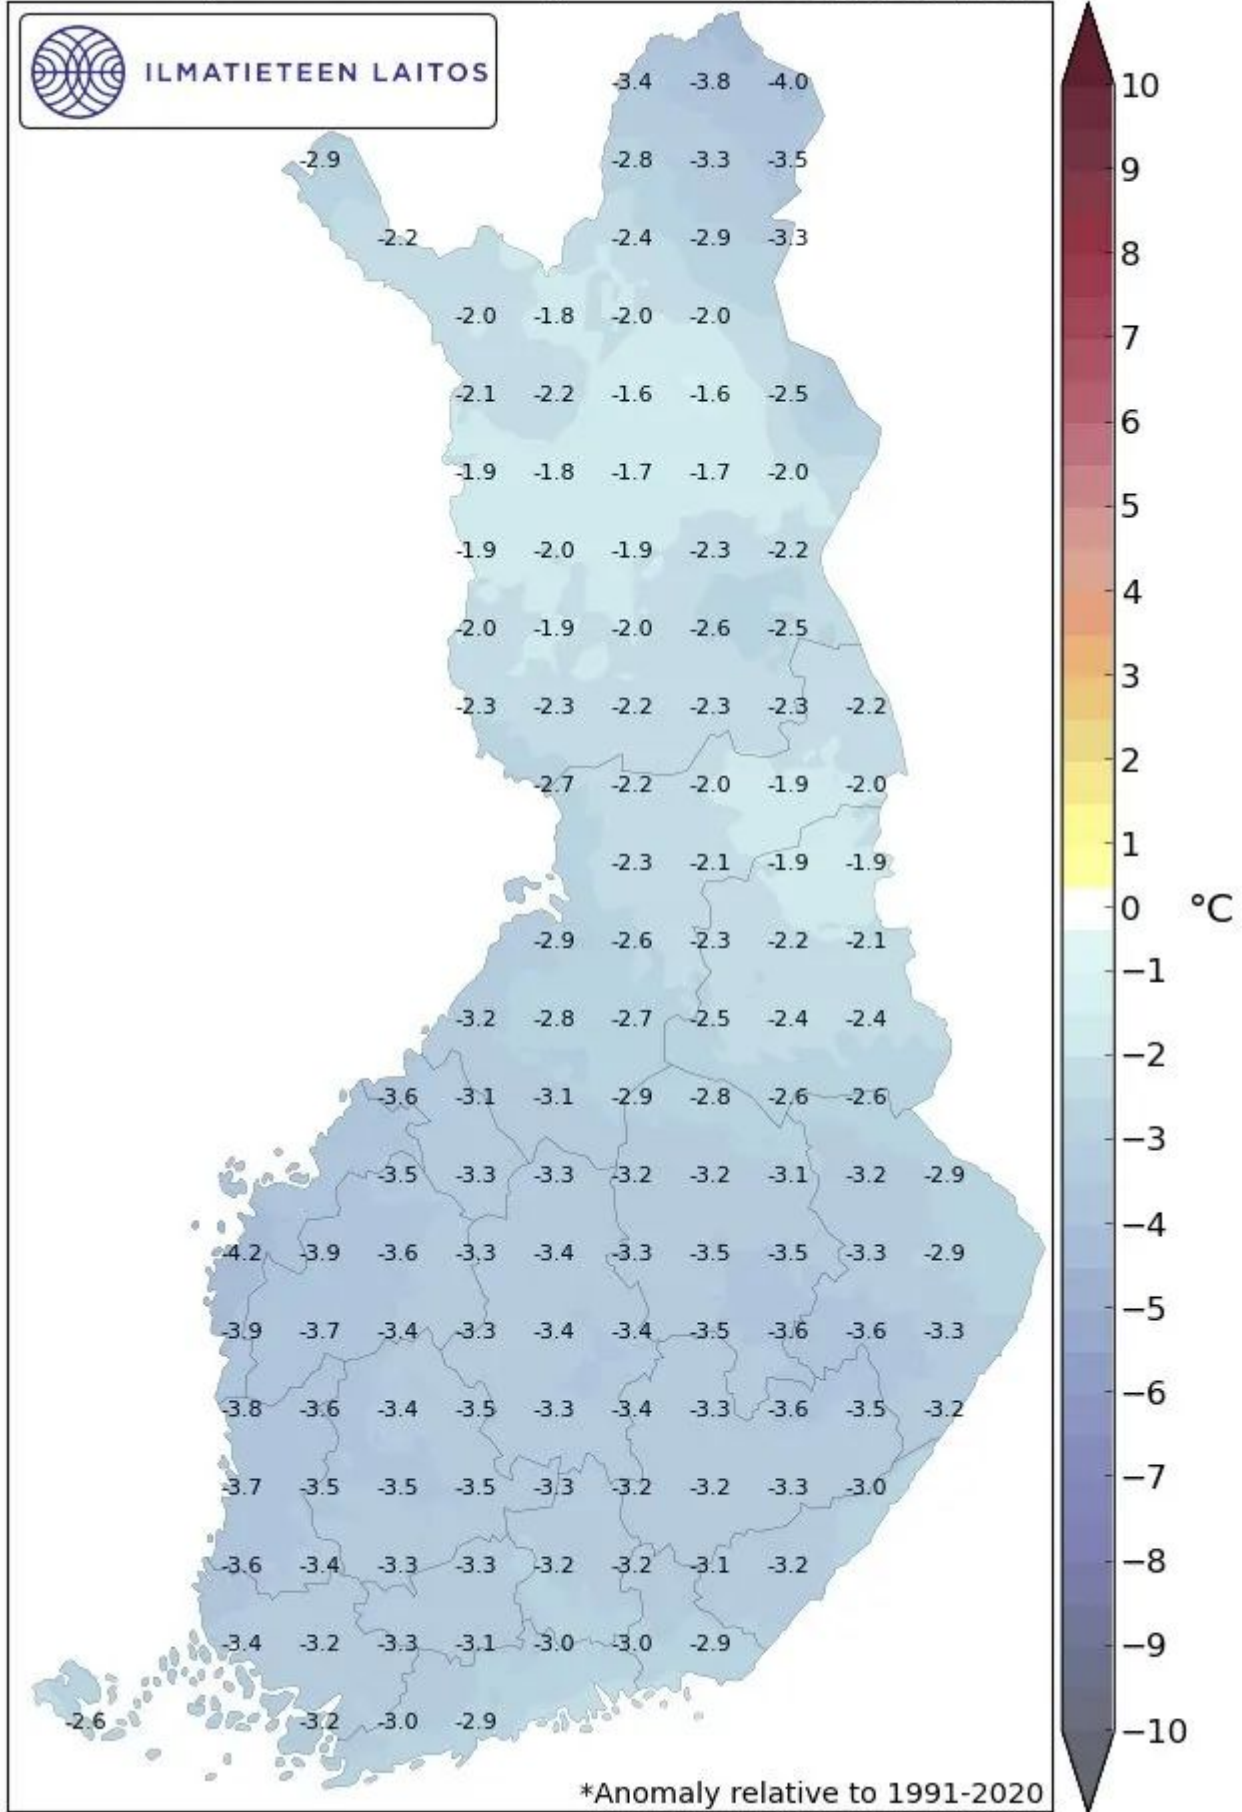 ILMATIETEEN LAITOS
-3.4 -3.8 -4.0
-2.9 -2.8 -3.3 -3.5
-2.2 -2.4 -2.9 -3.3
-2.0 -1.8 -2.0 -2.0
-2.1 -2.2 -1.6 -1.6 -2.5
-1.9 -1.8 -1.7 -1.7 -2.0
-1.9 -2.0 -1.9 -2.3 -2.2
-2.0 -1.9 -2.0 -2.6 -2.5
-2.3 -2.3 -2.2 -2.3 -2.3 -2.2
-2.7 -2.2 -2.0 -1.9 -2.0
-2.3 -2.1 -1.9 -1.9
-2.9 -2.6 -2.3 -2.2 -2.1
-3.2 -2.8 -2.7 -2.5 -2.4 -2.4
-3.6 -3.1 -3.1 -2.9 -2.8 -2.6 -2.6
-3.5 -3.3 -3.3 -3.2 -3.2 -3.1 -3.2 -2.9
-4.2 -3.9 -3.6 -3.3 -3.4 -3.3 -3.5 -3.5 -3.3 -2.9
-3.9 -3.7 -3.4 -3.3 -3.4 -3.4 -3.5 -3.6 -3.6 -3.3
-3.8 -3.6 -3.4 -3.5 -3.3 -3.4 -3.3 -3.6 -3.5 -3.2
-3.7 -3.5 -3.5 -3.5 -3.3 -3.2 -3.2 -3.3 -3.0
-3.6 -3.4 -3.3 -3.3 -3.2 -3.2 -3.1 -3.2
-3.4 -3.2 -3.3 -3.1 -3.0 -3.0 -2.9
-2.6 -3.2 -3.0 -2.9
*Anomaly relative to 1991-2020
10
9
8
7
6
5
4
3
2
1
0
°C
−1
−2
−3
−4
−5
−6
−7
−8
−9
−10